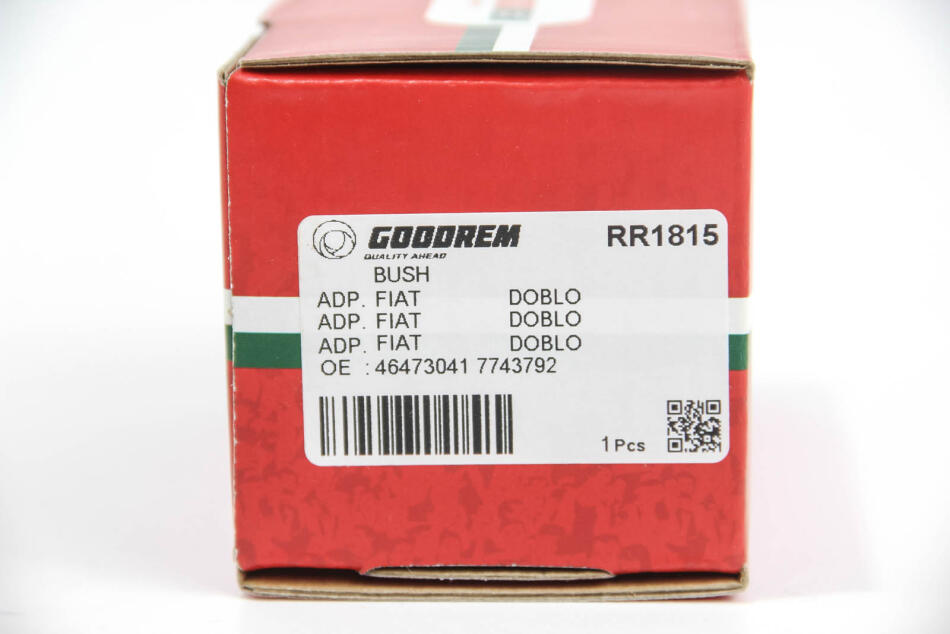 GOODREM RR1815
QUALITY AHEAD
BUSH
ADP. FIAT DOBLO
ADP. FIAT DOBLO
ADP. FIAT DOBLO
OE : 46473041 7743792
1 Pcs